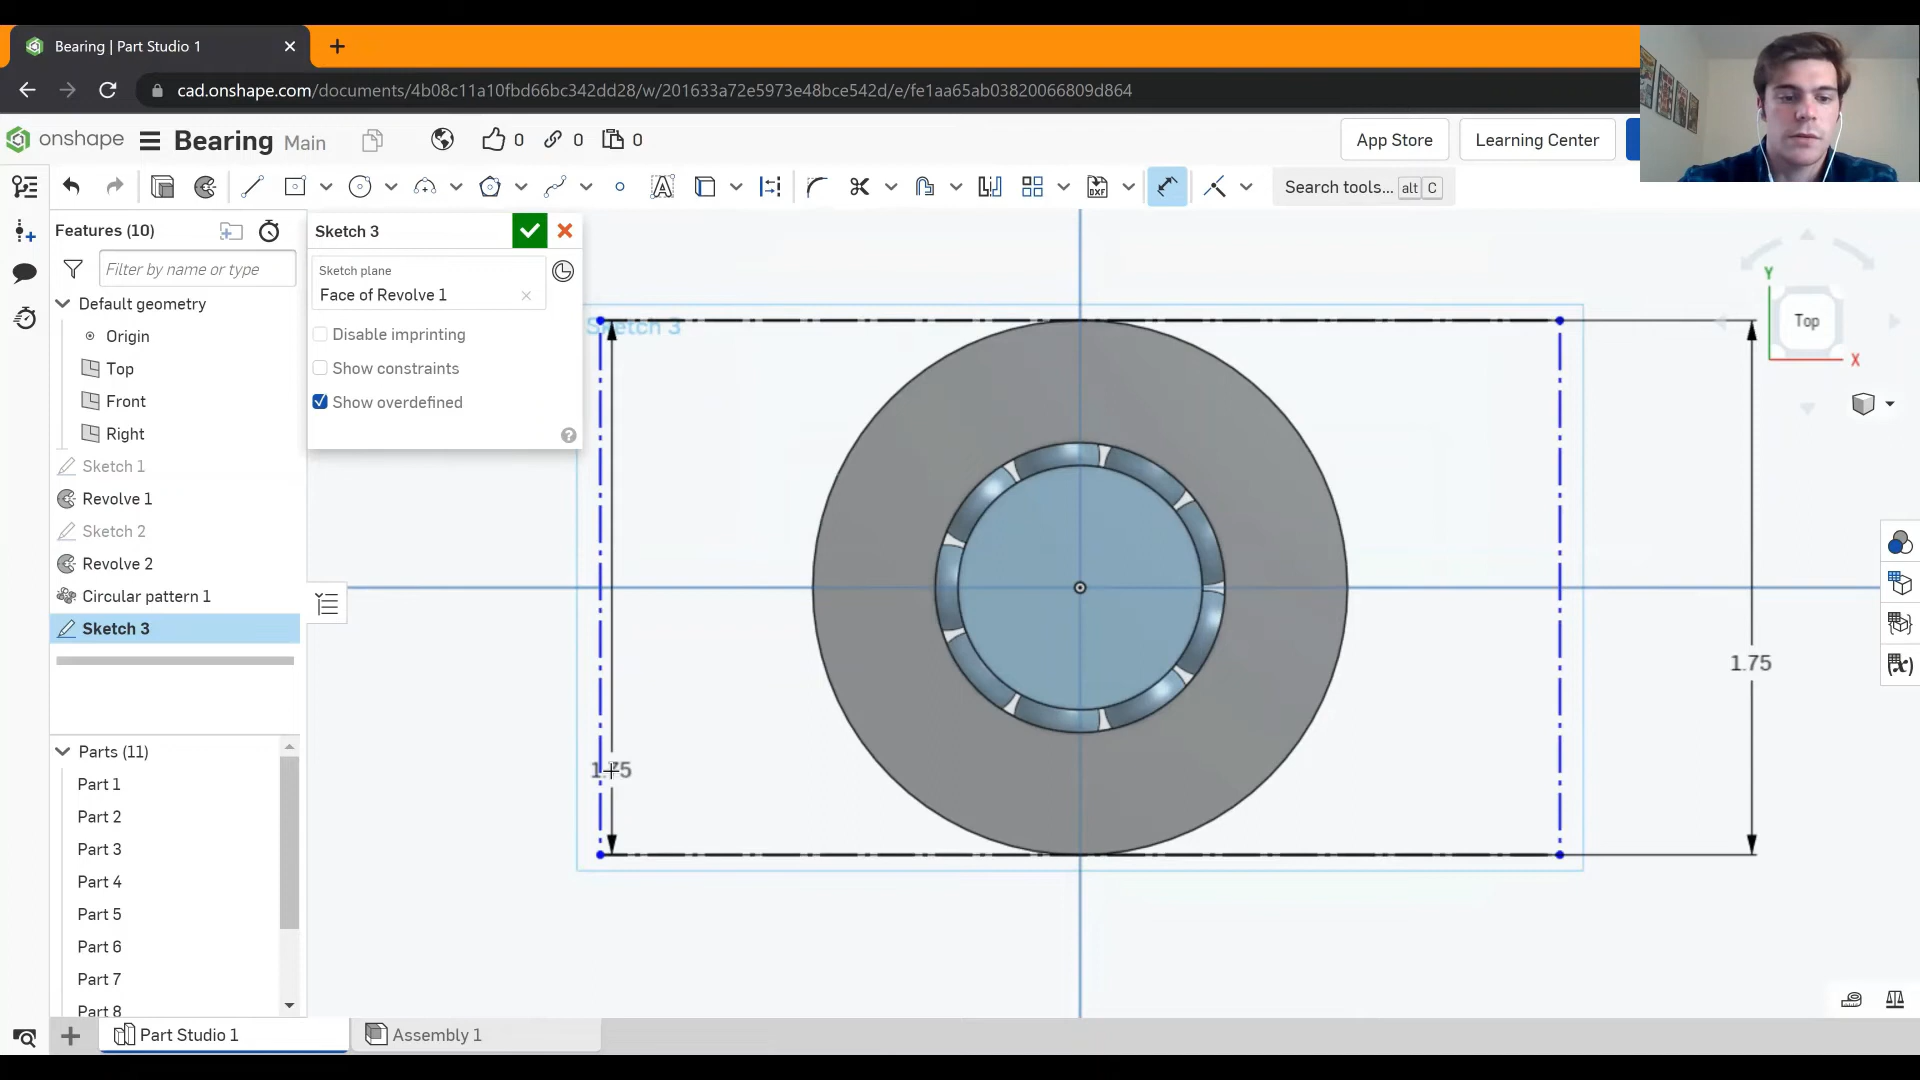 Bearing | Part Studio 1
cad.onshape.com/documents/4b08c11a10fbd66bc342dd28/w/201633a72e5973e48bce542d/e/fe1aa65ab03820066809d864
onshape Bearing Main 0 0 0 App Store Learning Center
Search tools... alt C
Features (10)
Filter by name or type
Default geometry
Origin
Top
Front
Right
Sketch 1
Revolve 1
Sketch 2
Revolve 2
Circular pattern 1
Sketch 3
Parts (11)
Part 1
Part 2
Part 3
Part 4
Part 5
Part 6
Part 7
Part 8
Sketch 3
Sketch plane
Face of Revolve 1
Disable imprinting
Show constraints
Show overdefined
Sketch 3
1.75
1.75
Y
Top
X
(x)
Part Studio 1
Assembly 1